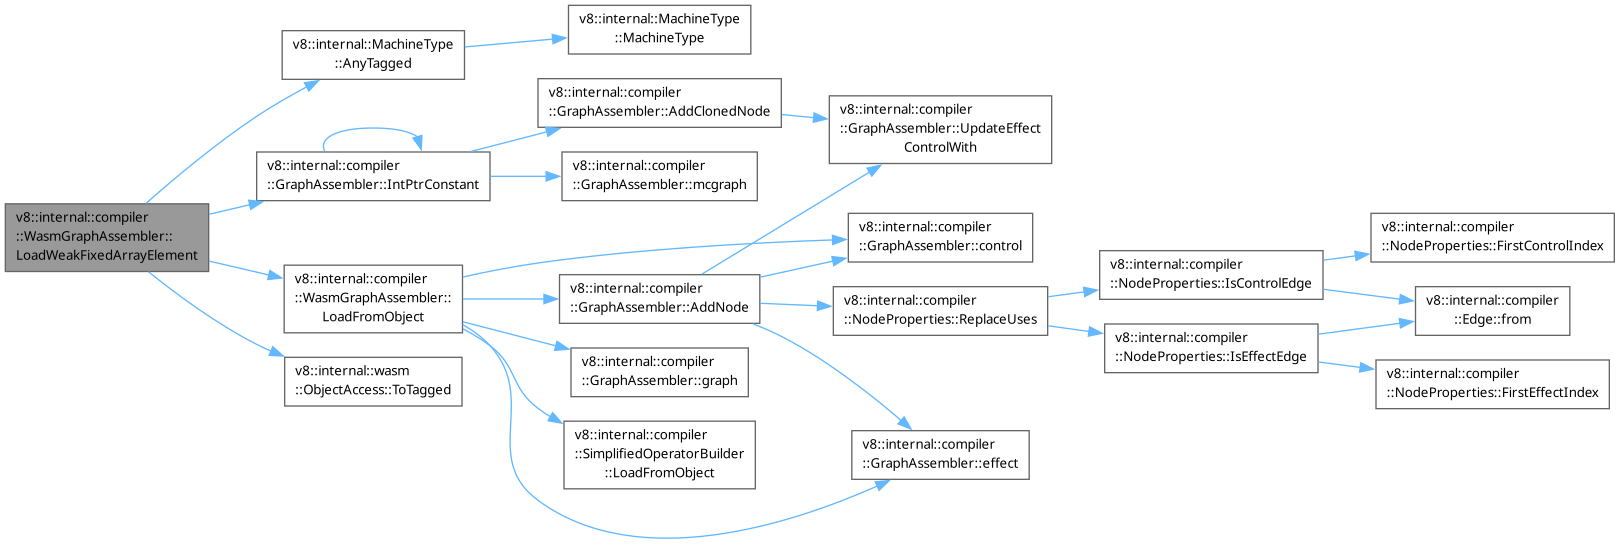 v8::internal::compiler
::WasmGraphAssembler::
LoadWeakFixedArrayElement
v8::internal::MachineType
::AnyTagged
v8::internal::MachineType
::MachineType
v8::internal::compiler
::GraphAssembler::IntPtrConstant
v8::internal::compiler
::GraphAssembler::AddClonedNode
v8::internal::compiler
::GraphAssembler::UpdateEffect
ControlWith
v8::internal::compiler
::GraphAssembler::mcgraph
v8::internal::compiler
::WasmGraphAssembler::
LoadFromObject
v8::internal::compiler
::GraphAssembler::control
v8::internal::compiler
::GraphAssembler::AddNode
v8::internal::compiler
::NodeProperties::ReplaceUses
v8::internal::compiler
::NodeProperties::IsControlEdge
v8::internal::compiler
::NodeProperties::FirstControlIndex
v8::internal::compiler
::Edge::from
v8::internal::compiler
::NodeProperties::IsEffectEdge
v8::internal::compiler
::NodeProperties::FirstEffectIndex
v8::internal::compiler
::GraphAssembler::effect
v8::internal::compiler
::GraphAssembler::graph
v8::internal::compiler
::SimplifiedOperatorBuilder
::LoadFromObject
v8::internal::wasm
::ObjectAccess::ToTagged